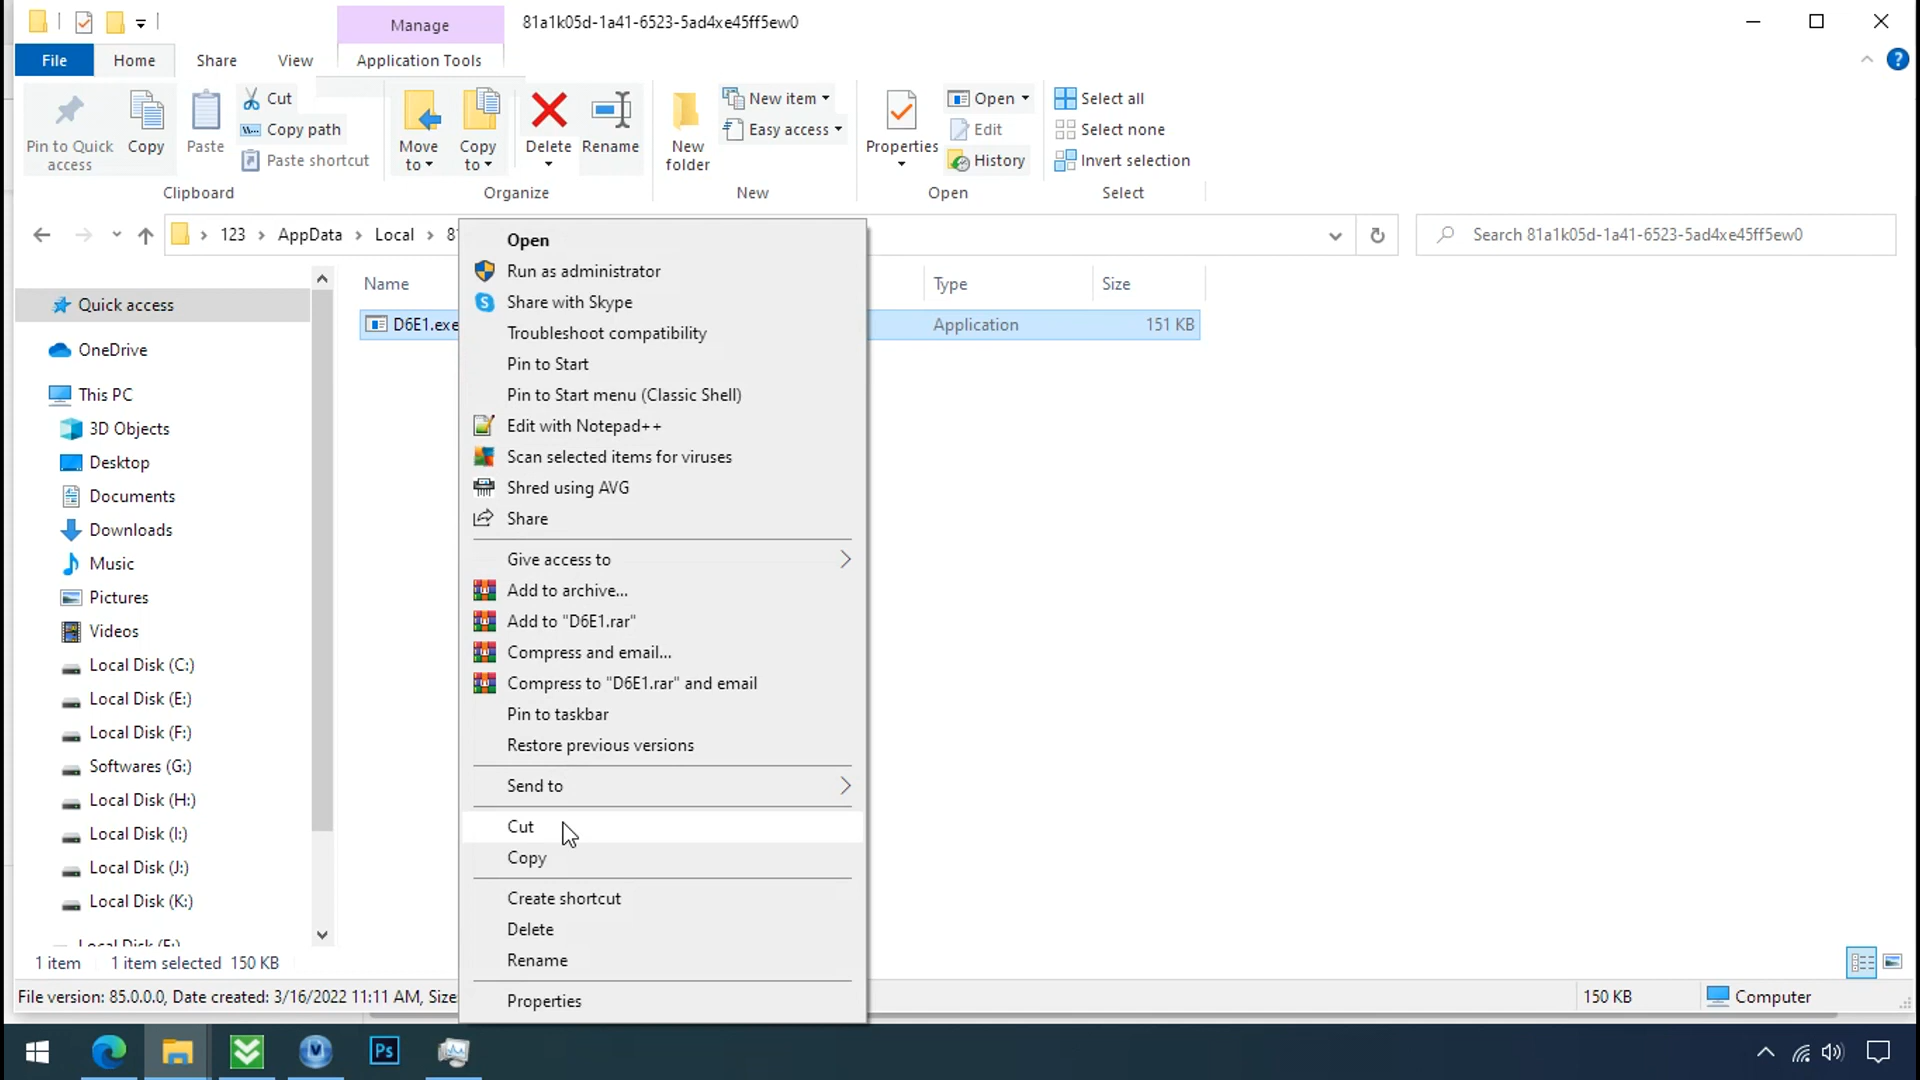 Manage
81a1k05d-1a41-6523-5ad4xe45ff5ew0
File
Home
Share
View
Application Tools
?
Pin to Quick
access
Copy
Paste
Cut
Copy path
Paste shortcut
Clipboard
Move
to
Copy
to
Delete
Rename
Organize
New
folder
New item
Easy access
New
Properties
Open
Edit
History
Open
Select all
Select none
Invert selection
Select
123
AppData
Local
Search 81a1k05d-1a41-6523-5ad4xe45ff5ew0
Name
Type
Size
D6E1.exe
Application
151 KB
Quick access
OneDrive
This PC
3D Objects
Desktop
Documents
Downloads
Music
Pictures
Videos
Local Disk (C:)
Local Disk (E:)
Local Disk (F:)
Softwares (G:)
Local Disk (H:)
Local Disk (I:)
Local Disk (J:)
Local Disk (K:)
Open
Run as administrator
Share with Skype
Troubleshoot compatibility
Pin to Start
Pin to Start menu (Classic Shell)
Edit with Notepad++
Scan selected items for viruses
Shred using AVG
Share
Give access to
Add to archive...
Add to "D6E1.rar"
Compress and email...
Compress to "D6E1.rar" and email
Pin to taskbar
Restore previous versions
Send to
Cut
Copy
Create shortcut
Delete
Rename
Properties
1 item
1 item selected
150 KB
File version: 85.0.0.0, Date created: 3/16/2022 11:11 AM,
150 KB
Computer
Ps